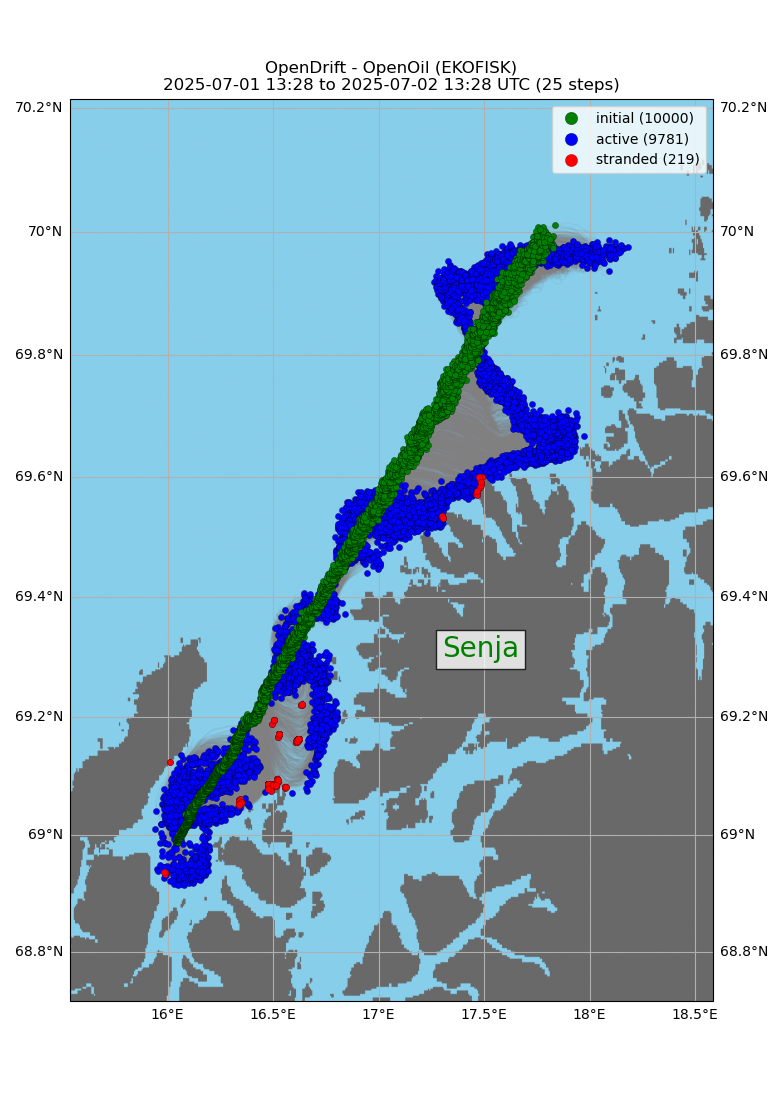 OpenDrift - OpenOil (EKOFISK)
2025-07-01 13:28 to 2025-07-02 13:28 UTC (25 steps)
70.2°N
70.2°N
initial (10000)
active (9781)
stranded (219)
70°N
70°N
69.8°N
69.8°N
69.6°N
69.6°N
69.4°N
69.4°N
Senja
69.2°N
69.2°N
69°N
69°N
68.8°N
68.8°N
16°E
16.5°E
17°E
17.5°E
18°E
18.5°E